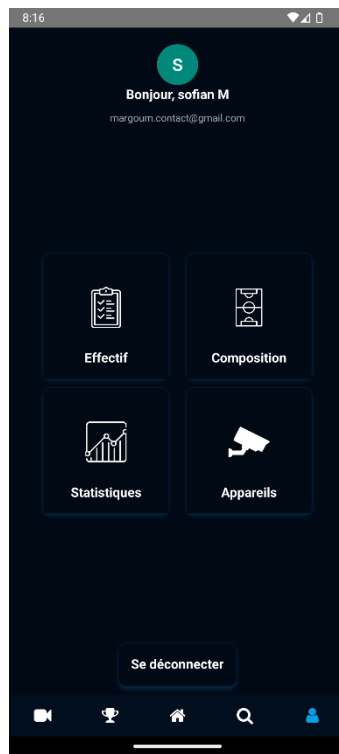 8:16
S
Bonjour, sofian M
margoum.contact@gmail.com
Effectif
Composition
Statistiques
Appareils
Se déconnecter